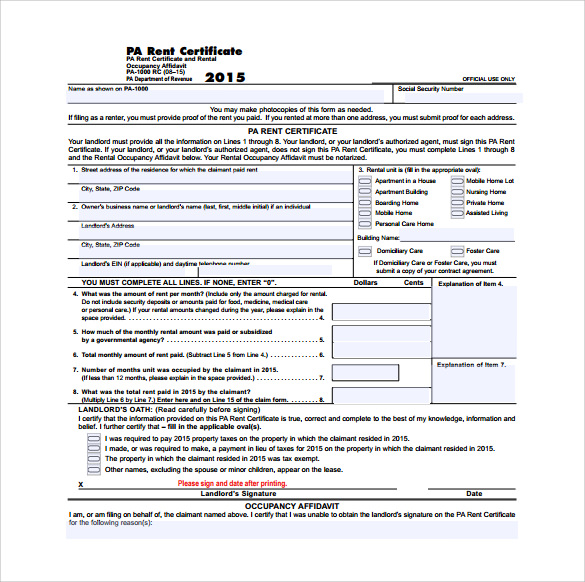 PA Rent Certificate
PA Rent Certificate and Rental
Occupancy Affidavit
PA-1000 RC (08-15)
PA Department of Revenue 2015
OFFICIAL USE ONLY
Name as shown on PA-1000
Social Security Number
You may make photocopies of this form as needed.
If filing as a renter, you must provide proof of the rent you paid. If you rented at more than one address, you must submit proof for each address.
PA RENT CERTIFICATE
Your landlord must provide all the information on Lines 1 through 8. Your landlord, or your landlord's authorized agent, must sign this PA Rent
Certificate. If your landlord, or your landlord's authorized agent, does not sign this PA Rent Certificate, you must complete Lines 1 through 8
and the Rental Occupancy Affidavit below. Your Rental Occupancy Affidavit must be notarized.
1. Street address of the residence for which the claimant paid rent
City, State, ZIP Code
2. Owner's business name or landlord's name (last, first, middle initial) if an individual
Landlord's Address
City, State, ZIP Code
Landlord's EIN (if applicable) and daytime telephone number
3. Rental unit is (fill in the appropriate oval):
Apartment in a House Mobile Home Lot
Apartment Building Nursing Home
Boarding Home Private Home
Mobile Home Assisted Living
Personal Care Home
Building Name:
Domiciliary Care Foster Care
If Domiciliary Care or Foster Care, you must
submit a copy of your contract agreement.
YOU MUST COMPLETE ALL LINES. IF NONE, ENTER "0". Dollars Cents
Explanation of Item 4.
4. What was the amount of rent per month? (Include only the amount charged for rental.
Do not include security deposits or amounts paid for food, medicine, medical care
or personal care.) If your rental amounts changed during the year, please explain in the
space provided. 4.
5. How much of the monthly rental amount was paid or subsidized
by a governmental agency? 5.
6. Total monthly amount of rent paid. (Subtract Line 5 from Line 4.) 6.
Explanation of Item 7.
7. Number of months unit was occupied by the claimant in 2015.
(If less than 12 months, please explain in the space provided.) 7.
8. What was the total rent paid in 2015 by the claimant?
(Multiply Line 6 by Line 7.) Enter here and on Line 15 of the claim form. 8.
LANDLORD'S OATH: (Read carefully before signing)
I certify that the information provided on this PA Rent Certificate is true, correct and complete to the best of my knowledge, information and
belief. I further certify that – fill in the applicable oval(s).
I was required to pay 2015 property taxes on the property in which the claimant resided in 2015.
I made, or was required to make, a payment in lieu of taxes for 2015 on the property in which the claimant resided in 2015.
The property in which the claimant resided in 2015 was tax exempt.
Other names, excluding the spouse or minor children, appear on the lease.
X Please sign and date after printing.
Landlord's Signature Date
OCCUPANCY AFFIDAVIT
I am, or am filing on behalf of, the claimant named above. I certify that I was unable to obtain the landlord's signature on the PA Rent Certificate
for the following reason(s):